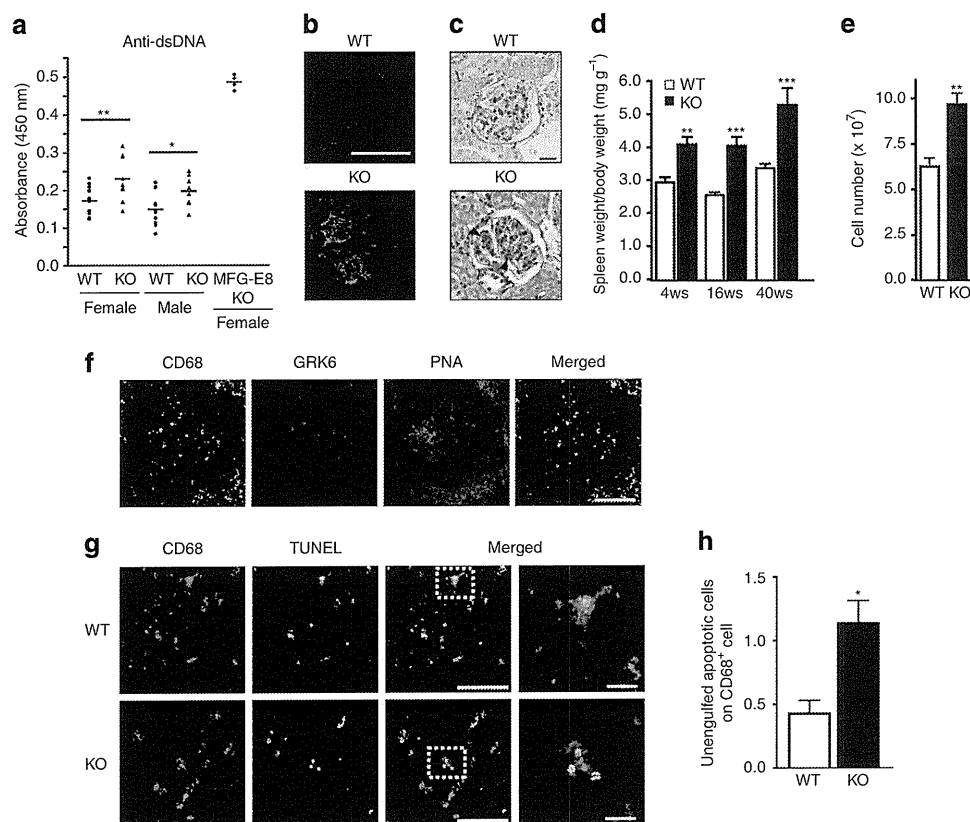 a
Anti-dsDNA
Absorbance (450 nm)
0.5
0.4
0.3
0.2
0.1
0.0
**
*
WT KO WT KO MFG-E8
KO
Female Male Female
b
WT
KO
c
WT
KO
d
Spleen weight/body weight (mg g⁻¹)
6.0
5.0
4.0
3.0
2.0
1.0
0.0
WT
KO
**
***
***
4ws 16ws 40ws
e
Cell number (x 10⁷)
10.0
7.5
5.0
2.5
0.0
**
WT KO
f
CD68 GRK6 PNA Merged
g
CD68 TUNEL Merged
WT
KO
h
Unengulfed apoptotic cells
on CD68⁺ cell
1.5
1.0
0.5
0.0
*
WT KO